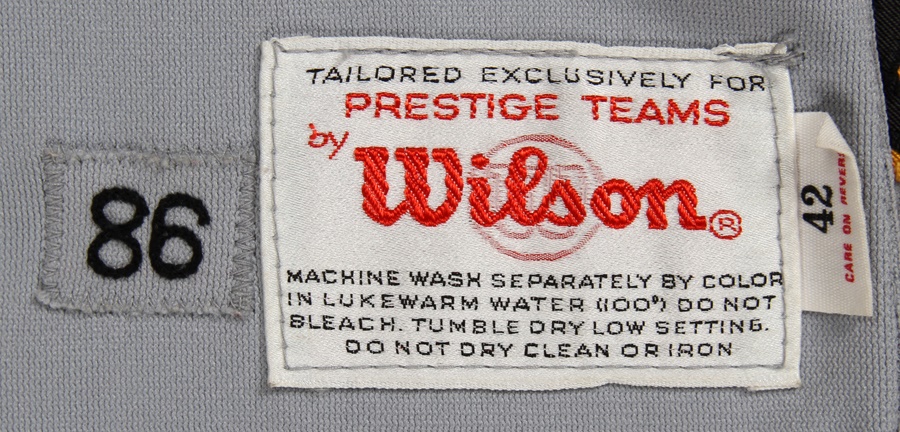 86
TAILORED EXCLUSIVELY FOR
PRESTIGE TEAMS
by
Wilson®
MACHINE WASH SEPARATELY BY COLOR
IN LUKEWARM WATER (100°) DO NOT
BLEACH. TUMBLE DRY LOW SETTING.
DO NOT DRY CLEAN OR IRON
42
CARE ON